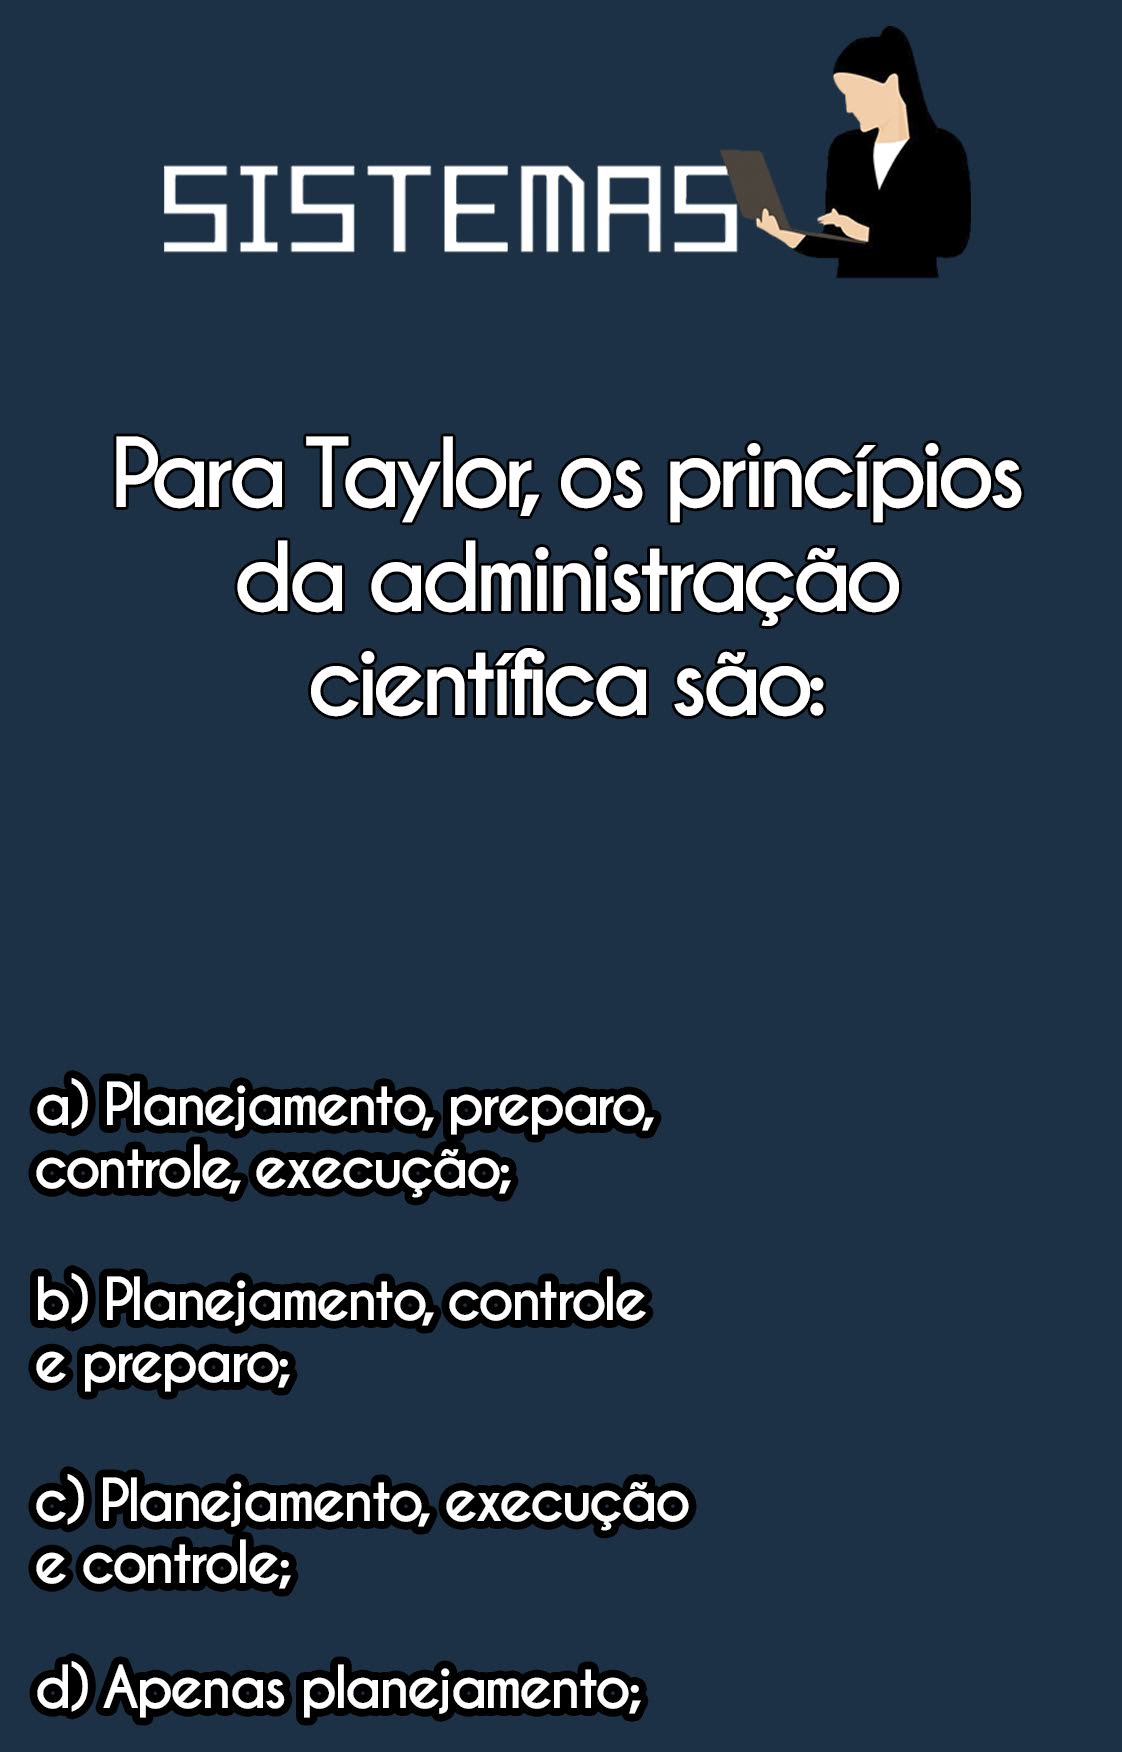 SISTEMAS
Para Taylor, os princípios
da administração
científica são:
a) Planejamento, preparo,
controle, execução;
b) Planejamento, controle
e preparo;
c) Planejamento, execução
e controle;
d) Apenas planejamento;